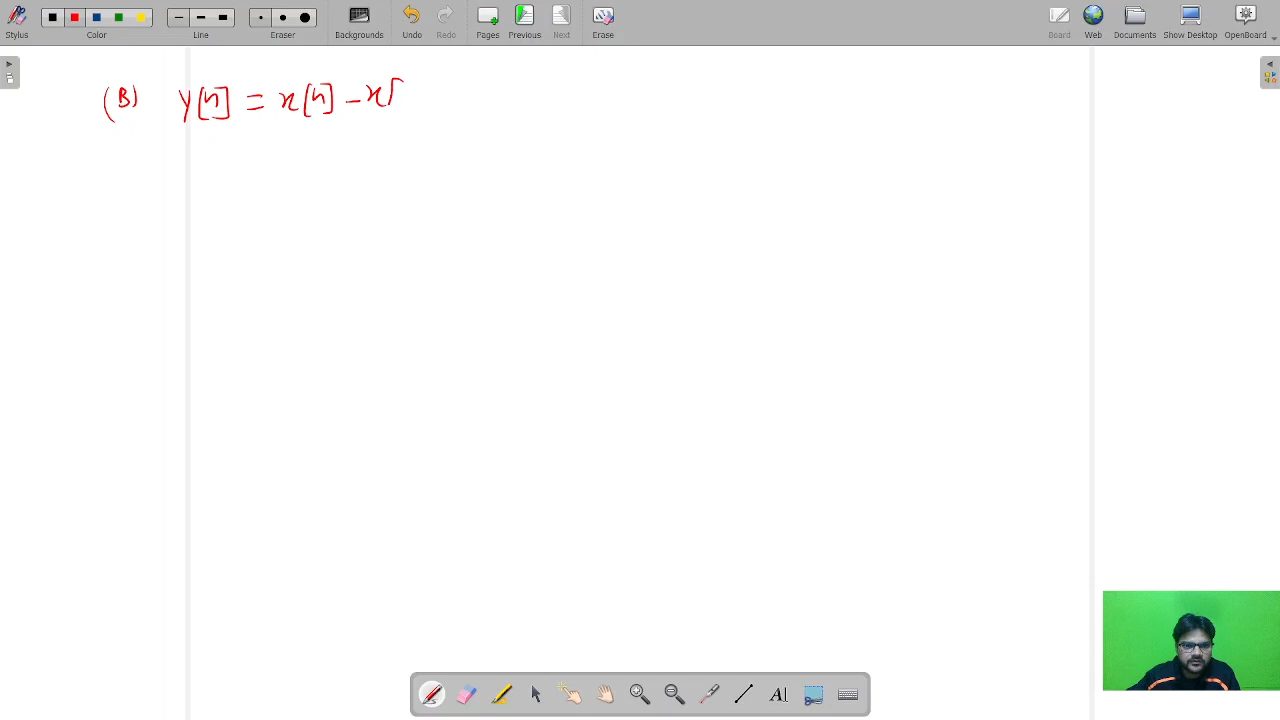 Stylus Color Line Eraser Backgrounds Undo Redo Pages Previous Next Erase Board Web Documents Show Desktop OpenBoard
(B) y[n] = x[n] - x[